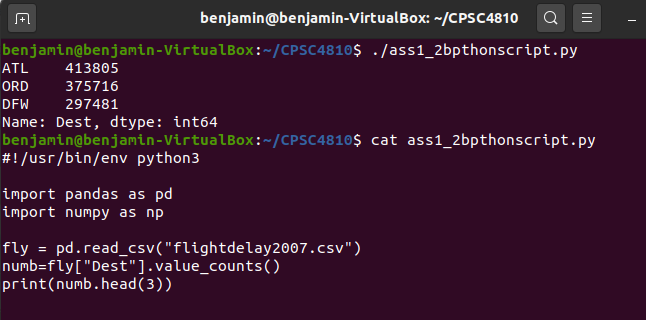 benjamin@benjamin-VirtualBox: ~/CPSC4810
benjamin@benjamin-VirtualBox:~/CPSC4810$ ./ass1_2bpthonscript.py
ATL    413805
ORD    375716
DFW    297481
Name: Dest, dtype: int64
benjamin@benjamin-VirtualBox:~/CPSC4810$ cat ass1_2bpthonscript.py
#!/usr/bin/env python3
import pandas as pd
import numpy as np
fly = pd.read_csv("flightdelay2007.csv")
numb=fly["Dest"].value_counts()
print(numb.head(3))